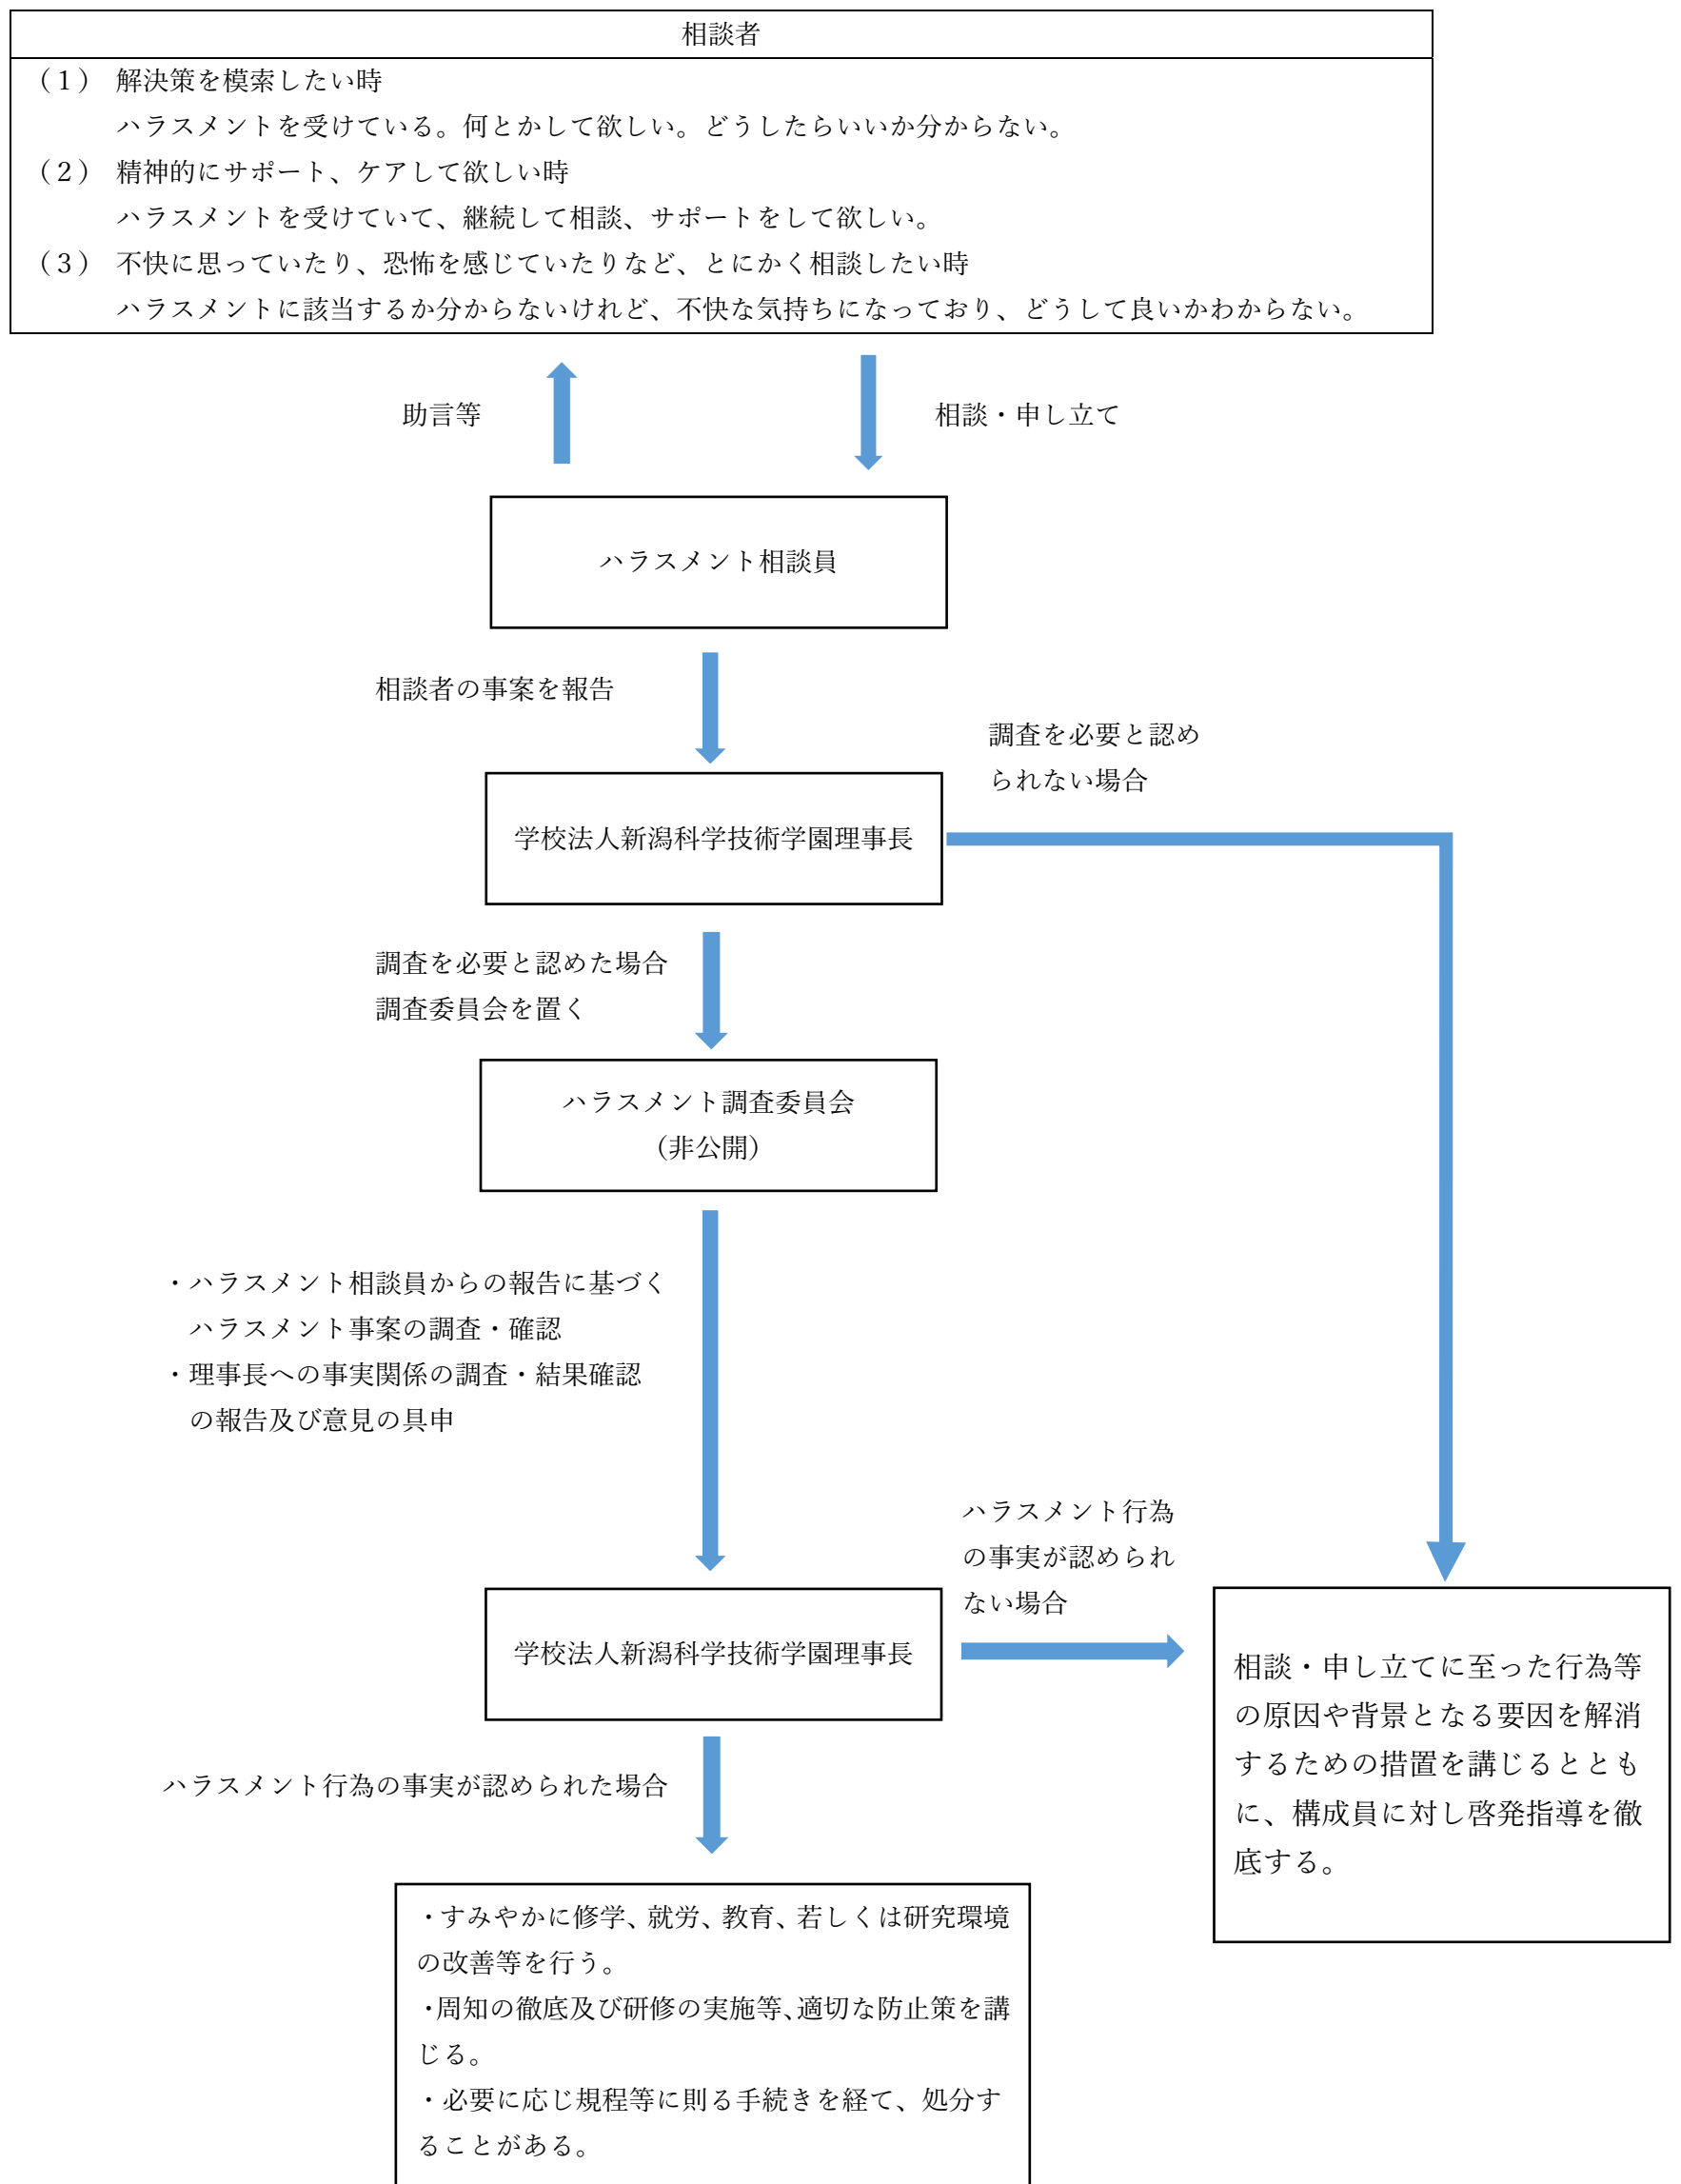 相談者
（１） 解決策を模索したい時
ハラスメントを受けている。何とかして欲しい。どうしたらいいか分からない。
（２） 精神的にサポート、ケアして欲しい時
ハラスメントを受けていて、継続して相談、サポートをして欲しい。
（３） 不快に思っていたり、恐怖を感じていたりなど、とにかく相談したい時
ハラスメントに該当するか分からないけれど、不快な気持ちになっており、どうして良いかわからない。
助言等
相談・申し立て
ハラスメント相談員
相談者の事案を報告
調査を必要と認め
られない場合
学校法人新潟科学技術学園理事長
調査を必要と認めた場合
調査委員会を置く
ハラスメント調査委員会
（非公開）
・ハラスメント相談員からの報告に基づく
ハラスメント事案の調査・確認
・理事長への事実関係の調査・結果確認
の報告及び意見の具申
ハラスメント行為
の事実が認められ
ない場合
学校法人新潟科学技術学園理事長
相談・申し立てに至った行為等
の原因や背景となる要因を解消
するための措置を講じるととも
に、構成員に対し啓発指導を徹
底する。
ハラスメント行為の事実が認められた場合
・すみやかに修学、就労、教育、若しくは研究環境
の改善等を行う。
・周知の徹底及び研修の実施等、適切な防止策を講
じる。
・必要に応じ規程等に則る手続きを経て、処分す
ることがある。